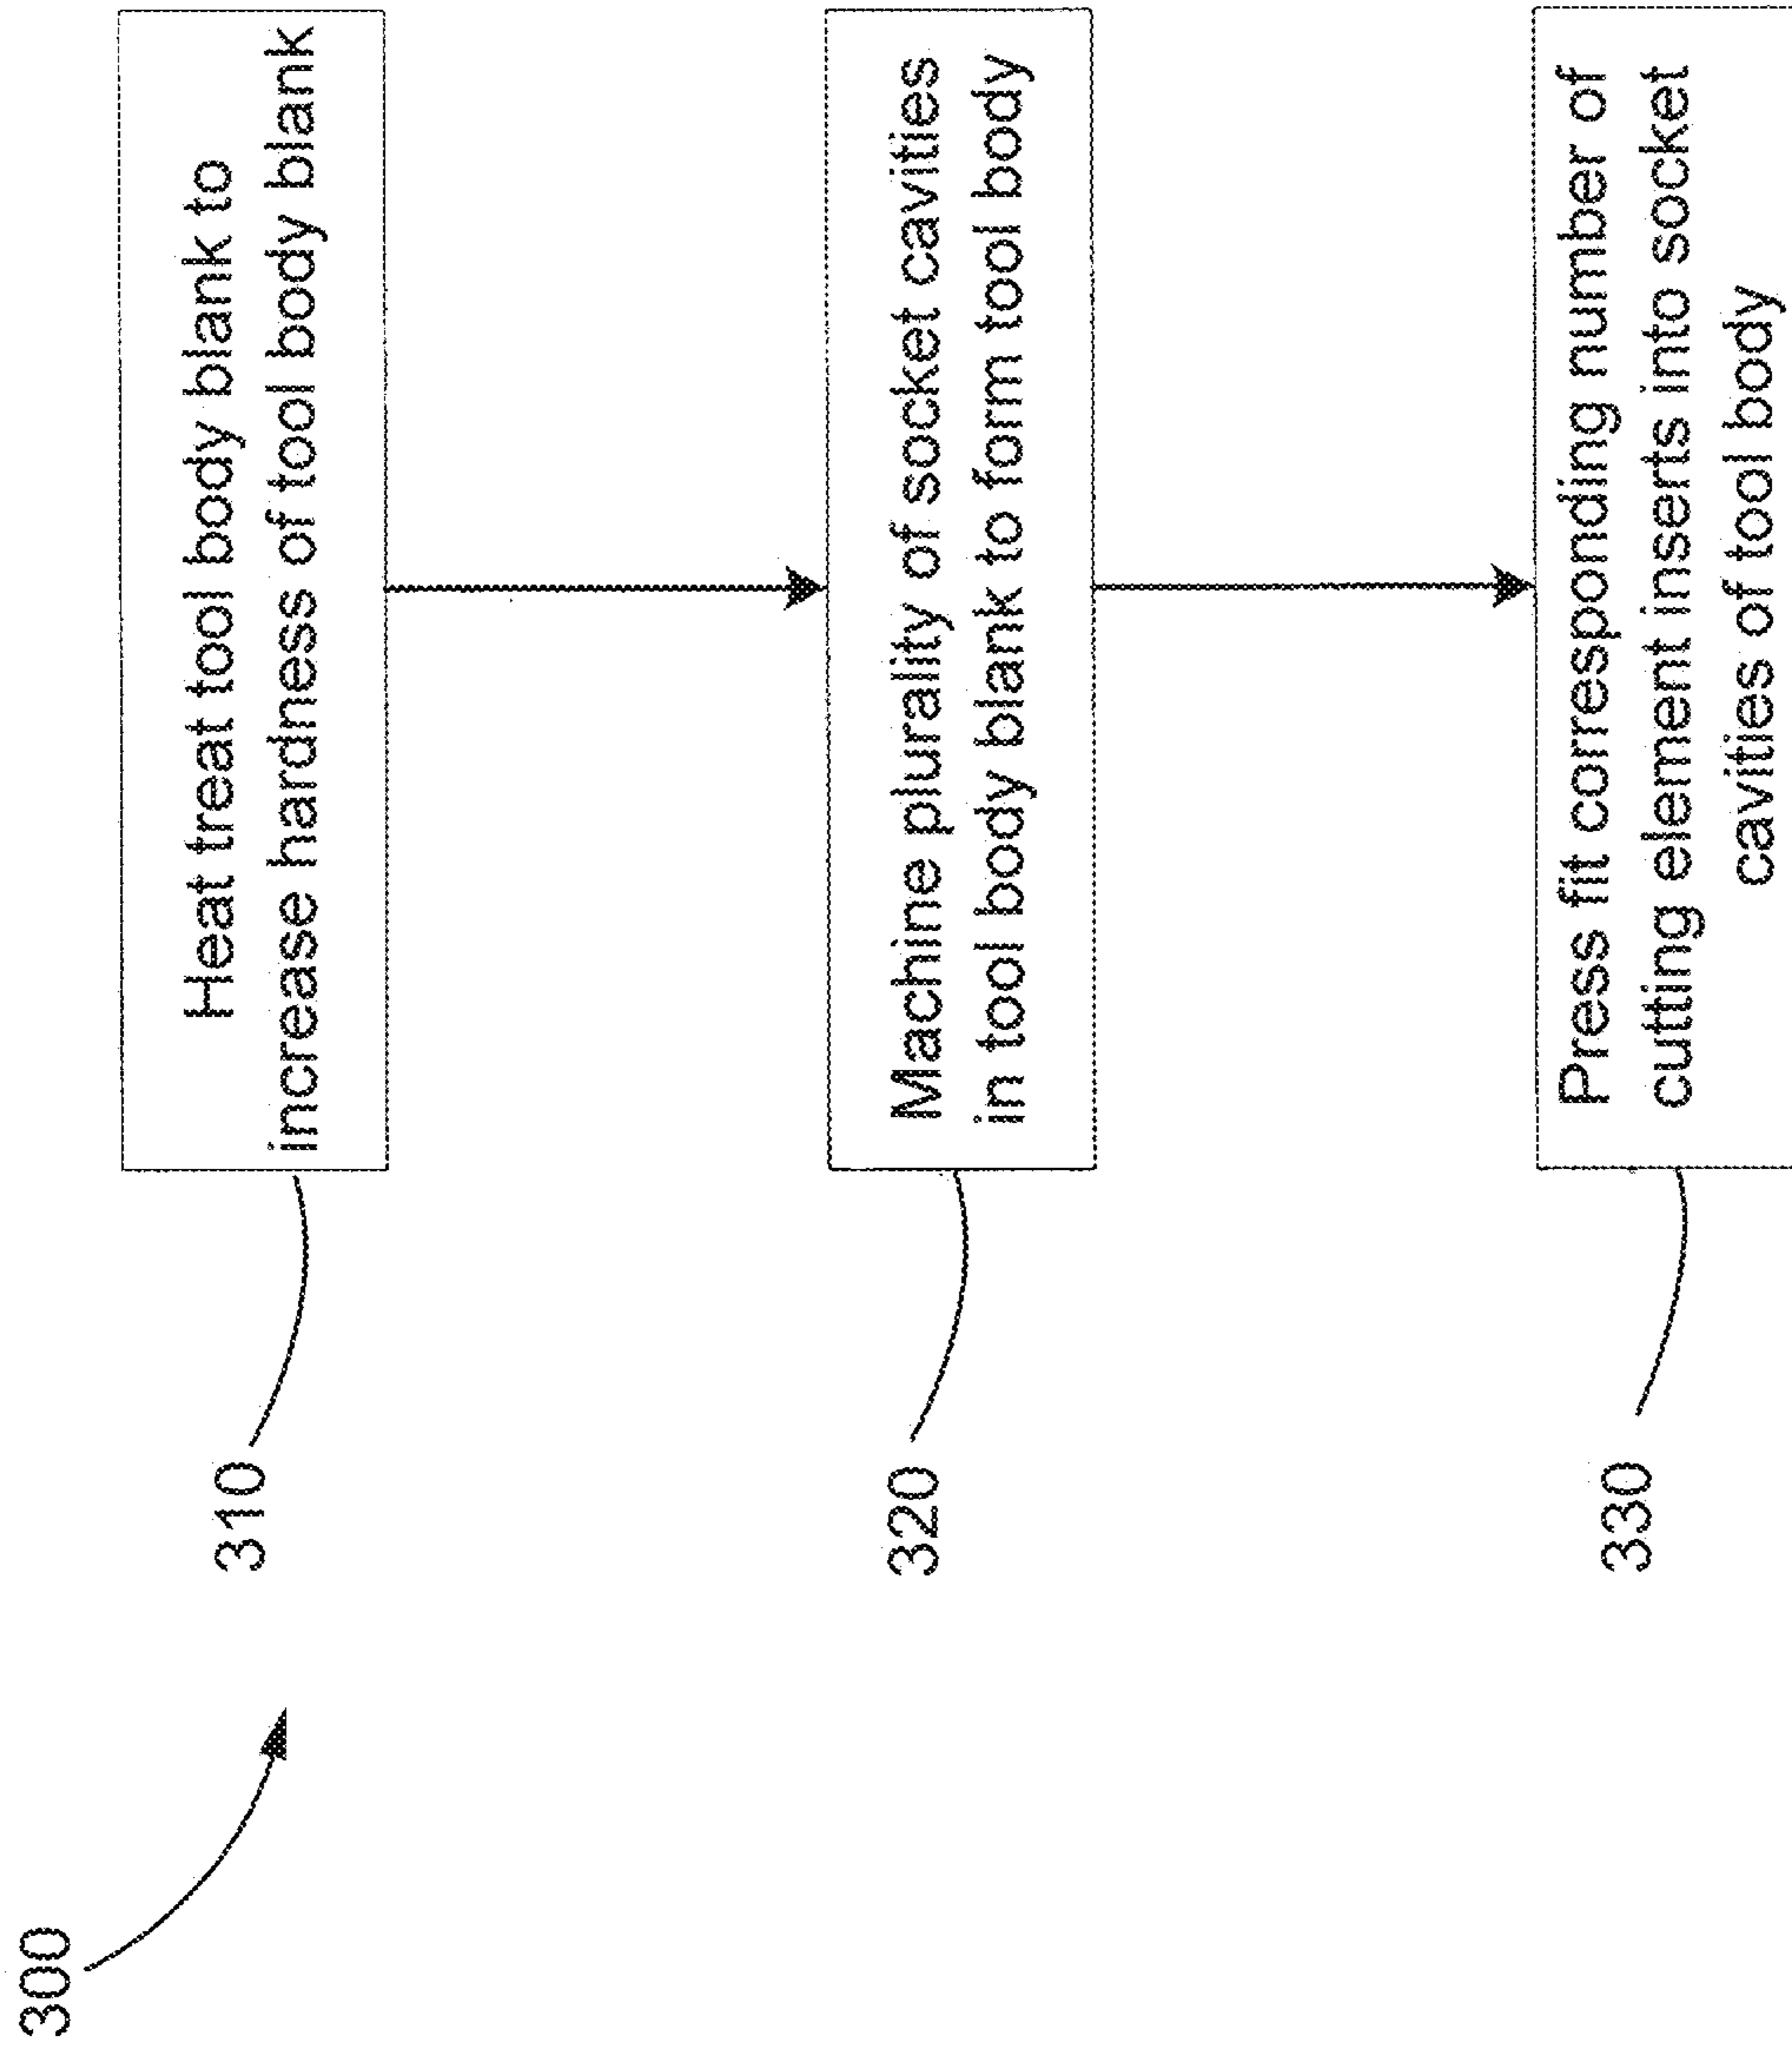 300
310
Heat treat tool body blank to
increase hardness of tool body blank
320
Machine plurality of socket cavities
in tool body blank to form tool body
330
Press fit corresponding number of
cutting element inserts into socket
cavities of tool body